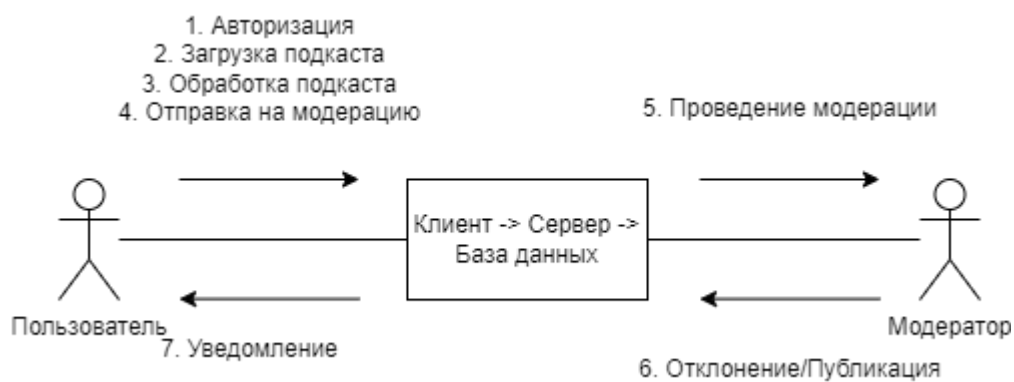 1. Авторизация
2. Загрузка подкаста
3. Обработка подкаста
4. Отправка на модерацию
5. Проведение модерации
Клиент -> Сервер ->
База данных
Пользователь
Модератор
7. Уведомление
6. Отклонение/Публикация